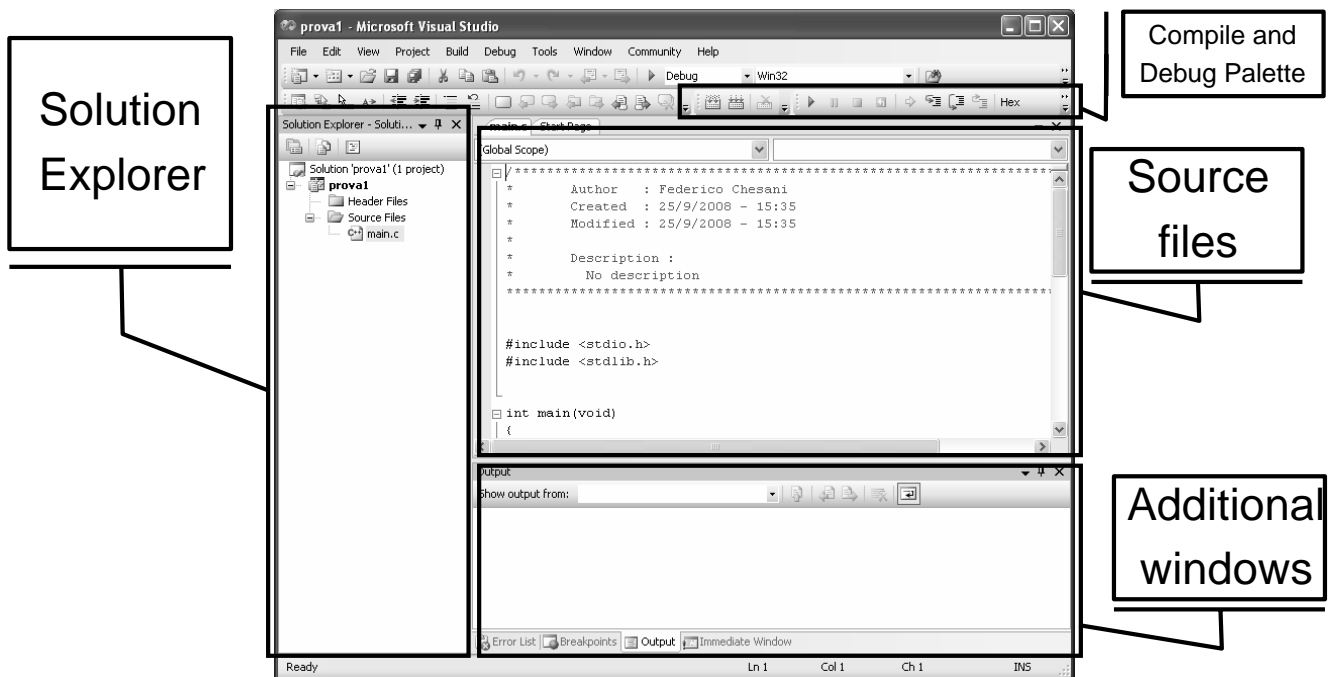 prova1 - Microsoft Visual Studio
File Edit View Project Build Debug Tools Window Community Help
Debug Win32
Hex
Compile and
Debug Palette
Solution
Explorer
Solution Explorer - Soluti...
Solution 'prova1' (1 project)
prova1
Header Files
Source Files
main.c
main.c Start Page
(Global Scope)
/***********************************************************************
* Author : Federico Chesani
* Created : 25/9/2008 - 15:35
* Modified : 25/9/2008 - 15:35
*
* Description :
* No description
***********************************************************************
#include <stdio.h>
#include <stdlib.h>
int main(void)
{
Source
files
Output
Show output from:
Additional
windows
Error List Breakpoints Output Immediate Window
Ready Ln 1 Col 1 Ch 1 INS